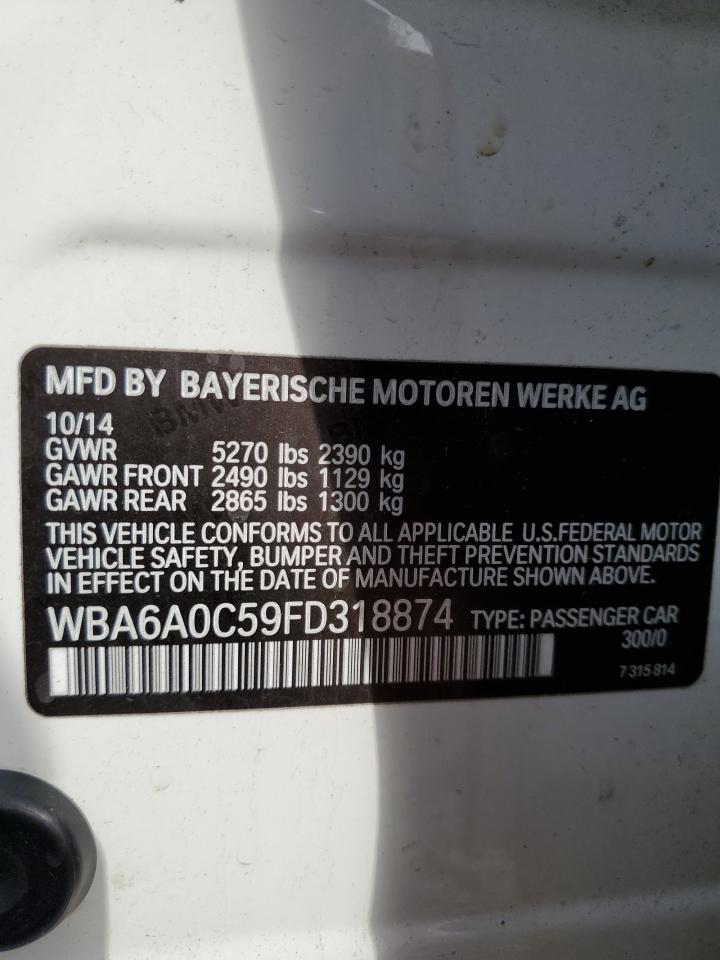 MFD BY BAYERISCHE MOTOREN WERKE AG
10/14
GVWR 5270 lbs 2390 kg
GAWR FRONT 2490 lbs 1129 kg
GAWR REAR 2865 lbs 1300 kg
THIS VEHICLE CONFORMS TO ALL APPLICABLE U.S.FEDERAL MOTOR
VEHICLE SAFETY, BUMPER AND THEFT PREVENTION STANDARDS
IN EFFECT ON THE DATE OF MANUFACTURE SHOWN ABOVE.
WBA6A0C59FD318874 TYPE: PASSENGER CAR
300/0
7 315 814